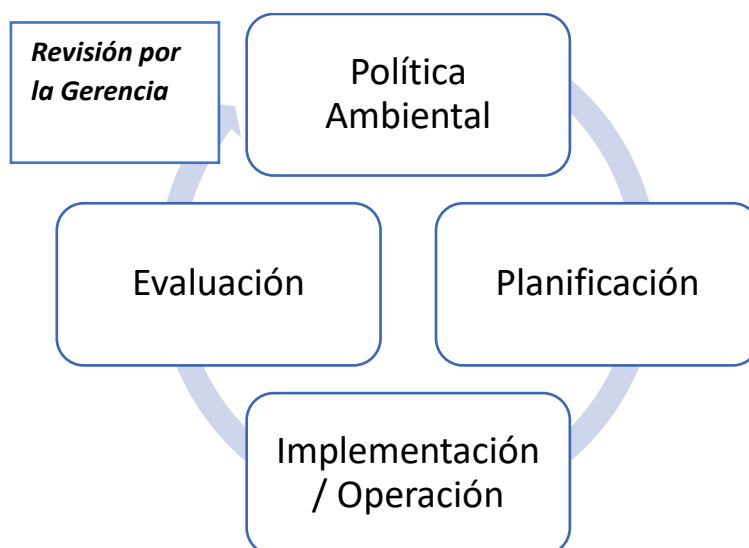 Revisión por
la Gerencia
Política
Ambiental
Evaluación
Planificación
Implementación
/ Operación